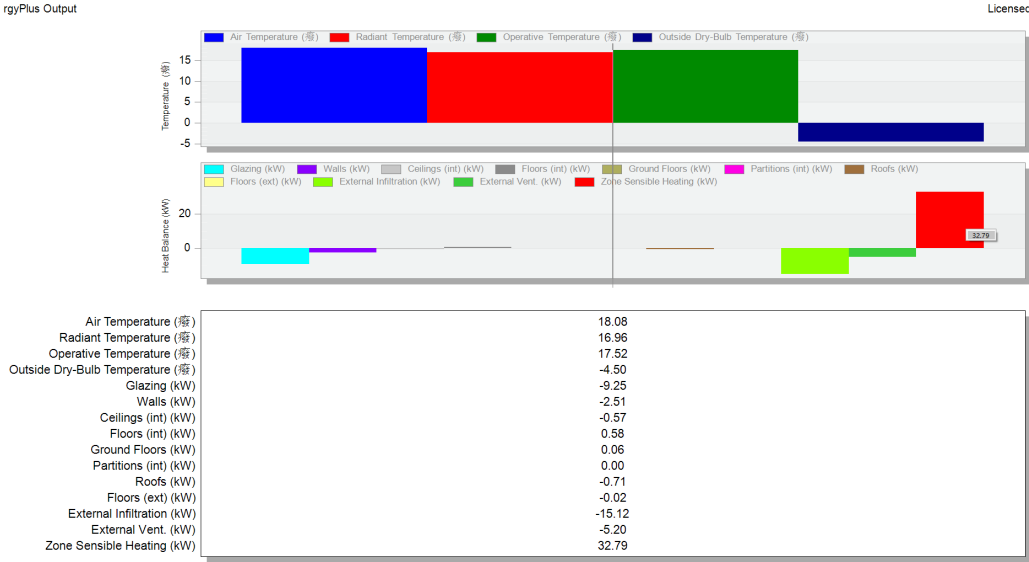 rgyPlus Output
Licensed
Air Temperature (癈)
Radiant Temperature (癈)
Operative Temperature (癈)
Outside Dry-Bulb Temperature (癈)
Temperature (癈)
15
10
5
0
-5
Glazing (kW)
Walls (kW)
Ceilings (int) (kW)
Floors (int) (kW)
Ground Floors (kW)
Partitions (int) (kW)
Roofs (kW)
Floors (ext) (kW)
External Infiltration (kW)
External Vent. (kW)
Zone Sensible Heating (kW)
Heat Balance (kW)
20
0
32.79
Air Temperature (癈) 18.08
Radiant Temperature (癈) 16.96
Operative Temperature (癈) 17.52
Outside Dry-Bulb Temperature (癈) -4.50
Glazing (kW) -9.25
Walls (kW) -2.51
Ceilings (int) (kW) -0.57
Floors (int) (kW) 0.58
Ground Floors (kW) 0.06
Partitions (int) (kW) 0.00
Roofs (kW) -0.71
Floors (ext) (kW) -0.02
External Infiltration (kW) -15.12
External Vent. (kW) -5.20
Zone Sensible Heating (kW) 32.79